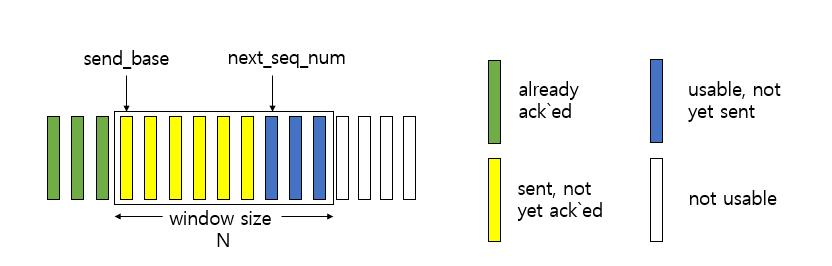 send_base
next_seq_num
window size
N
already
ack`ed
usable, not
yet sent
sent, not
yet ack`ed
not usable